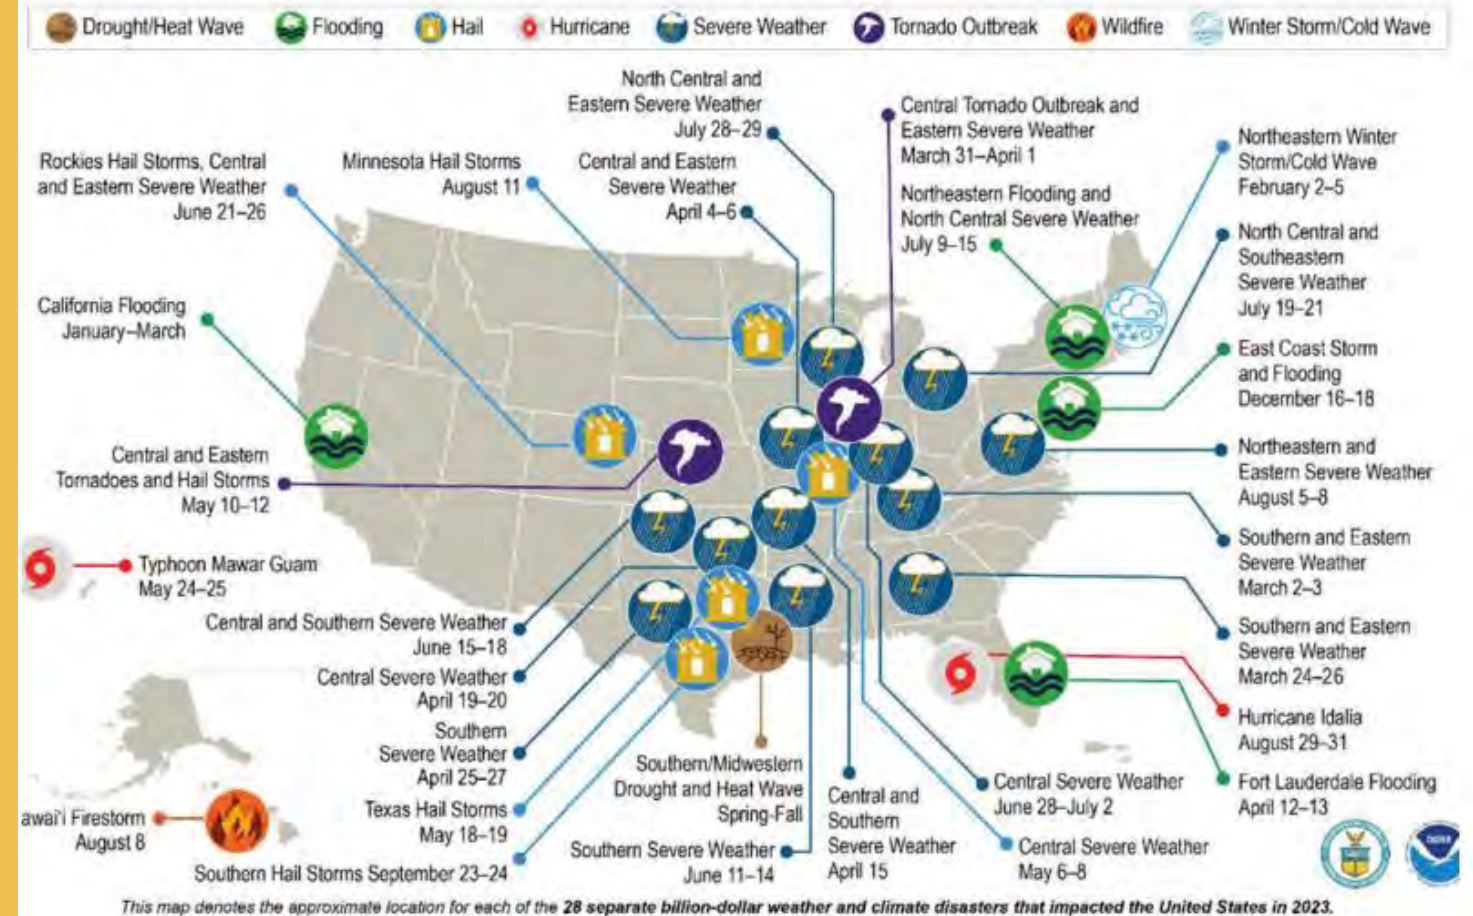 Drought/Heat Wave Flooding Hail Hurricane Severe Weather Tornado Outbreak Wildfire Winter Storm/Cold Wave
North Central and
Eastern Severe Weather
July 28–29
Central Tornado Outbreak and
Eastern Severe Weather
March 31–April 1
Northeastern Winter
Storm/Cold Wave
February 2–5
Rockies Hail Storms, Central
and Eastern Severe Weather
June 21–26
Minnesota Hail Storms
August 11
Central and Eastern
Severe Weather
April 4–6
Northeastern Flooding and
North Central Severe Weather
July 9–15
North Central and
Southeastern
Severe Weather
July 19–21
California Flooding
January–March
East Coast Storm
and Flooding
December 16–18
Central and Eastern
Tornadoes and Hail Storms
May 10–12
Northeastern and
Eastern Severe Weather
August 5–8
Southern and Eastern
Severe Weather
March 2–3
Typhoon Mawar Guam
May 24–25
Central and Southern Severe Weather
June 15–18
Southern and Eastern
Severe Weather
March 24–26
Central Severe Weather
April 19–20
Hurricane Idalia
August 29–31
Southern
Severe Weather
April 25–27
Southern/Midwestern
Drought and Heat Wave
Spring-Fall
Central and
Southern
Severe Weather
April 15
Central Severe Weather
June 28–July 2
Fort Lauderdale Flooding
April 12–13
awai'i Firestorm
August 8
Texas Hail Storms
May 18–19
Southern Severe Weather
June 11–14
Central Severe Weather
May 6–8
Southern Hail Storms September 23–24
This map denotes the approximate location for each of the 28 separate billion-dollar weather and climate disasters that impacted the United States in 2023.